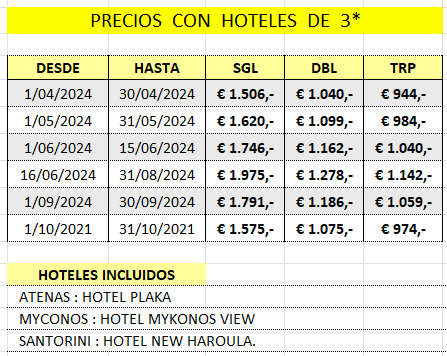 PRECIOS CON HOTELES DE 3*
DESDE HASTA SGL DBL TRP
1/04/2024 30/04/2024 € 1.506,- € 1.040,- € 944,-
1/05/2024 31/05/2024 € 1.620,- € 1.099,- € 984,-
1/06/2024 15/06/2024 € 1.746,- € 1.162,- € 1.040,-
16/06/2024 31/08/2024 € 1.975,- € 1.278,- € 1.142,-
1/09/2024 30/09/2024 € 1.791,- € 1.186,- € 1.059,-
1/10/2021 31/10/2021 € 1.575,- € 1.075,- € 974,-
HOTELES INCLUIDOS
ATENAS : HOTEL PLAKA
MYCONOS : HOTEL MYKONOS VIEW
SANTORINI : HOTEL NEW HAROULA.